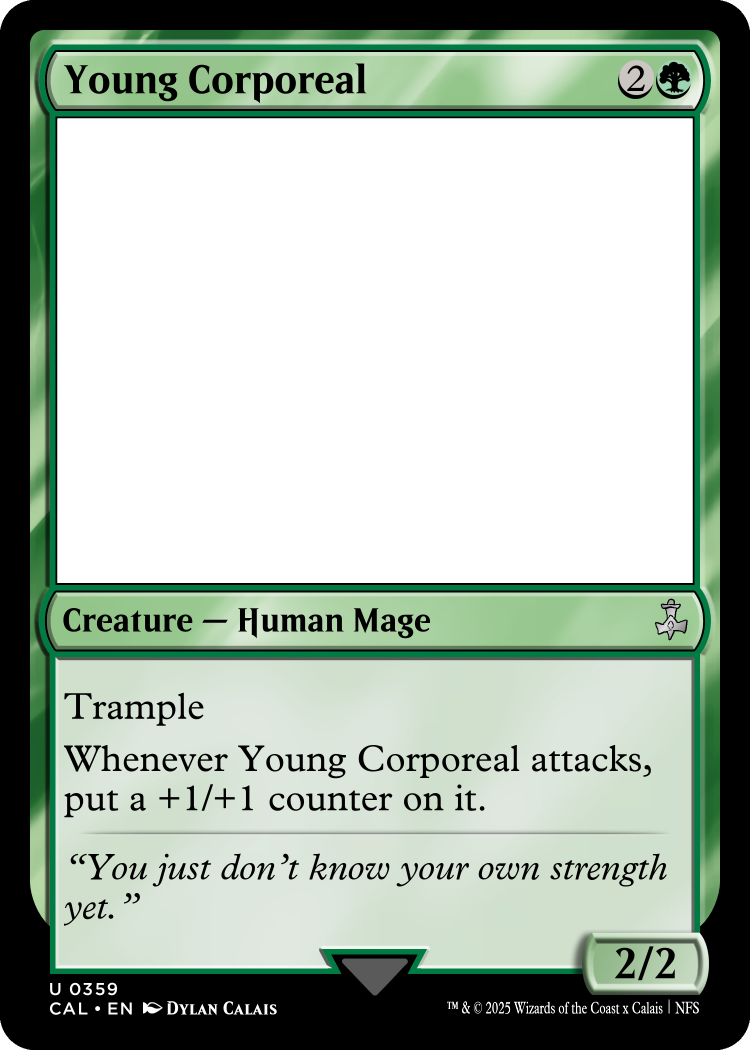 Young Corporeal 2
Creature — Human Mage
Trample
Whenever Young Corporeal attacks,
put a +1/+1 counter on it.
“You just don’t know your own strength
yet.”
2/2
U 0359
CAL • EN DYLAN CALAIS
™ & © 2025 Wizards of the Coast x Calais | NFS